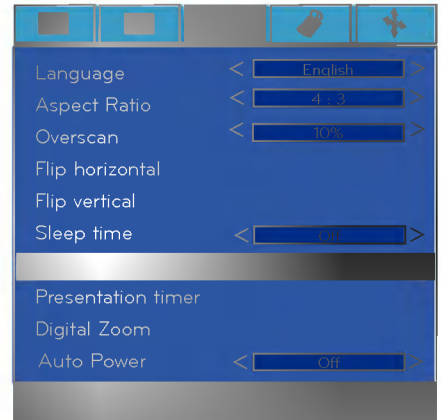 Language < English >
Aspect Ratio < 4 : 3 >
Overscan < 10% >
Flip horizontal
Flip vertical
Sleep time < >
Presentation timer
Digital Zoom
Auto Power < Off >